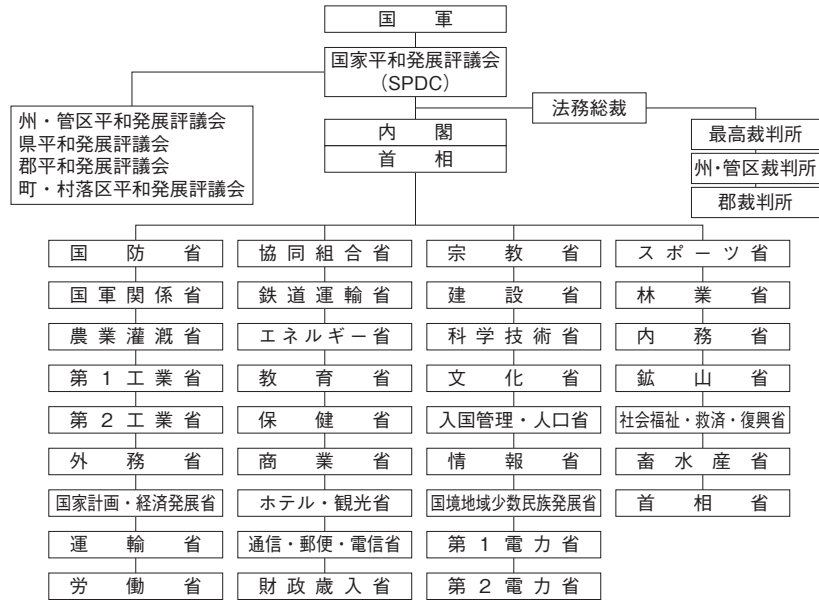 国軍
国家平和発展評議会
（SPDC）
法務総裁
州・管区平和発展評議会
県平和発展評議会
郡平和発展評議会
町・村落区平和発展評議会
内閣
首相
最高裁判所
州・管区裁判所
郡裁判所
国防省
協同組合省
宗教省
スポーツ省
国軍関係省
鉄道運輸省
建設省
林業省
農業灌漑省
エネルギー省
科学技術省
内務省
第1工業省
教育省
文化省
鉱山省
第2工業省
保健省
入国管理・人口省
社会福祉・救済・復興省
外務省
商業省
情報省
畜水産省
国家計画・経済発展省
ホテル・観光省
国境地域少数民族発展省
首相省
運輸省
通信・郵便・電信省
第1電力省
労働省
財政歳入省
第2電力省